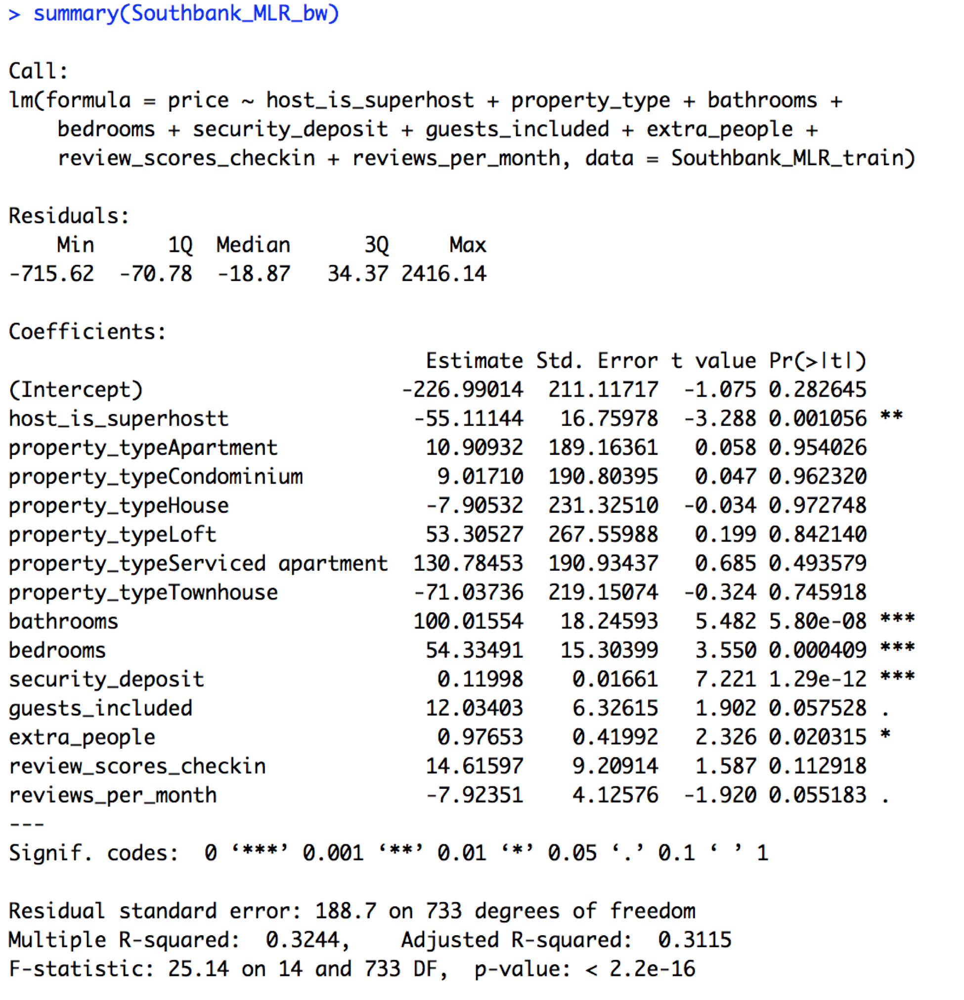 > summary(Southbank_MLR_bw)
Call:
lm(formula = price ~ host_is_superhost + property_type + bathrooms +
    bedrooms + security_deposit + guests_included + extra_people +
    review_scores_checkin + reviews_per_month, data = Southbank_MLR_train)
Residuals:
    Min      1Q  Median      3Q     Max
-715.62  -70.78  -18.87   34.37 2416.14
Coefficients:
                                  Estimate Std. Error t value Pr(>|t|)
(Intercept)                     -226.99014  211.11717  -1.075 0.282645
host_is_superhostt               -55.11144   16.75978  -3.288 0.001056 **
property_typeApartment            10.90932  189.16361   0.058 0.954026
property_typeCondominium           9.01710  190.80395   0.047 0.962320
property_typeHouse                -7.90532  231.32510  -0.034 0.972748
property_typeLoft                 53.30527  267.55988   0.199 0.842140
property_typeServiced apartment  130.78453  190.93437   0.685 0.493579
property_typeTownhouse           -71.03736  219.15074  -0.324 0.745918
bathrooms                        100.01554   18.24593   5.482 5.80e-08 ***
bedrooms                          54.33491   15.30399   3.550 0.000409 ***
security_deposit                   0.11998    0.01661   7.221 1.29e-12 ***
guests_included                   12.03403    6.32615   1.902 0.057528 .
extra_people                       0.97653    0.41992   2.326 0.020315 *
review_scores_checkin             14.61597    9.20914   1.587 0.112918
reviews_per_month                 -7.92351    4.12576  -1.920 0.055183 .
---
Signif. codes:  0 ‘***’ 0.001 ‘**’ 0.01 ‘*’ 0.05 ‘.’ 0.1 ‘ ’ 1
Residual standard error: 188.7 on 733 degrees of freedom
Multiple R-squared:  0.3244,    Adjusted R-squared:  0.3115
F-statistic: 25.14 on 14 and 733 DF,  p-value: < 2.2e-16